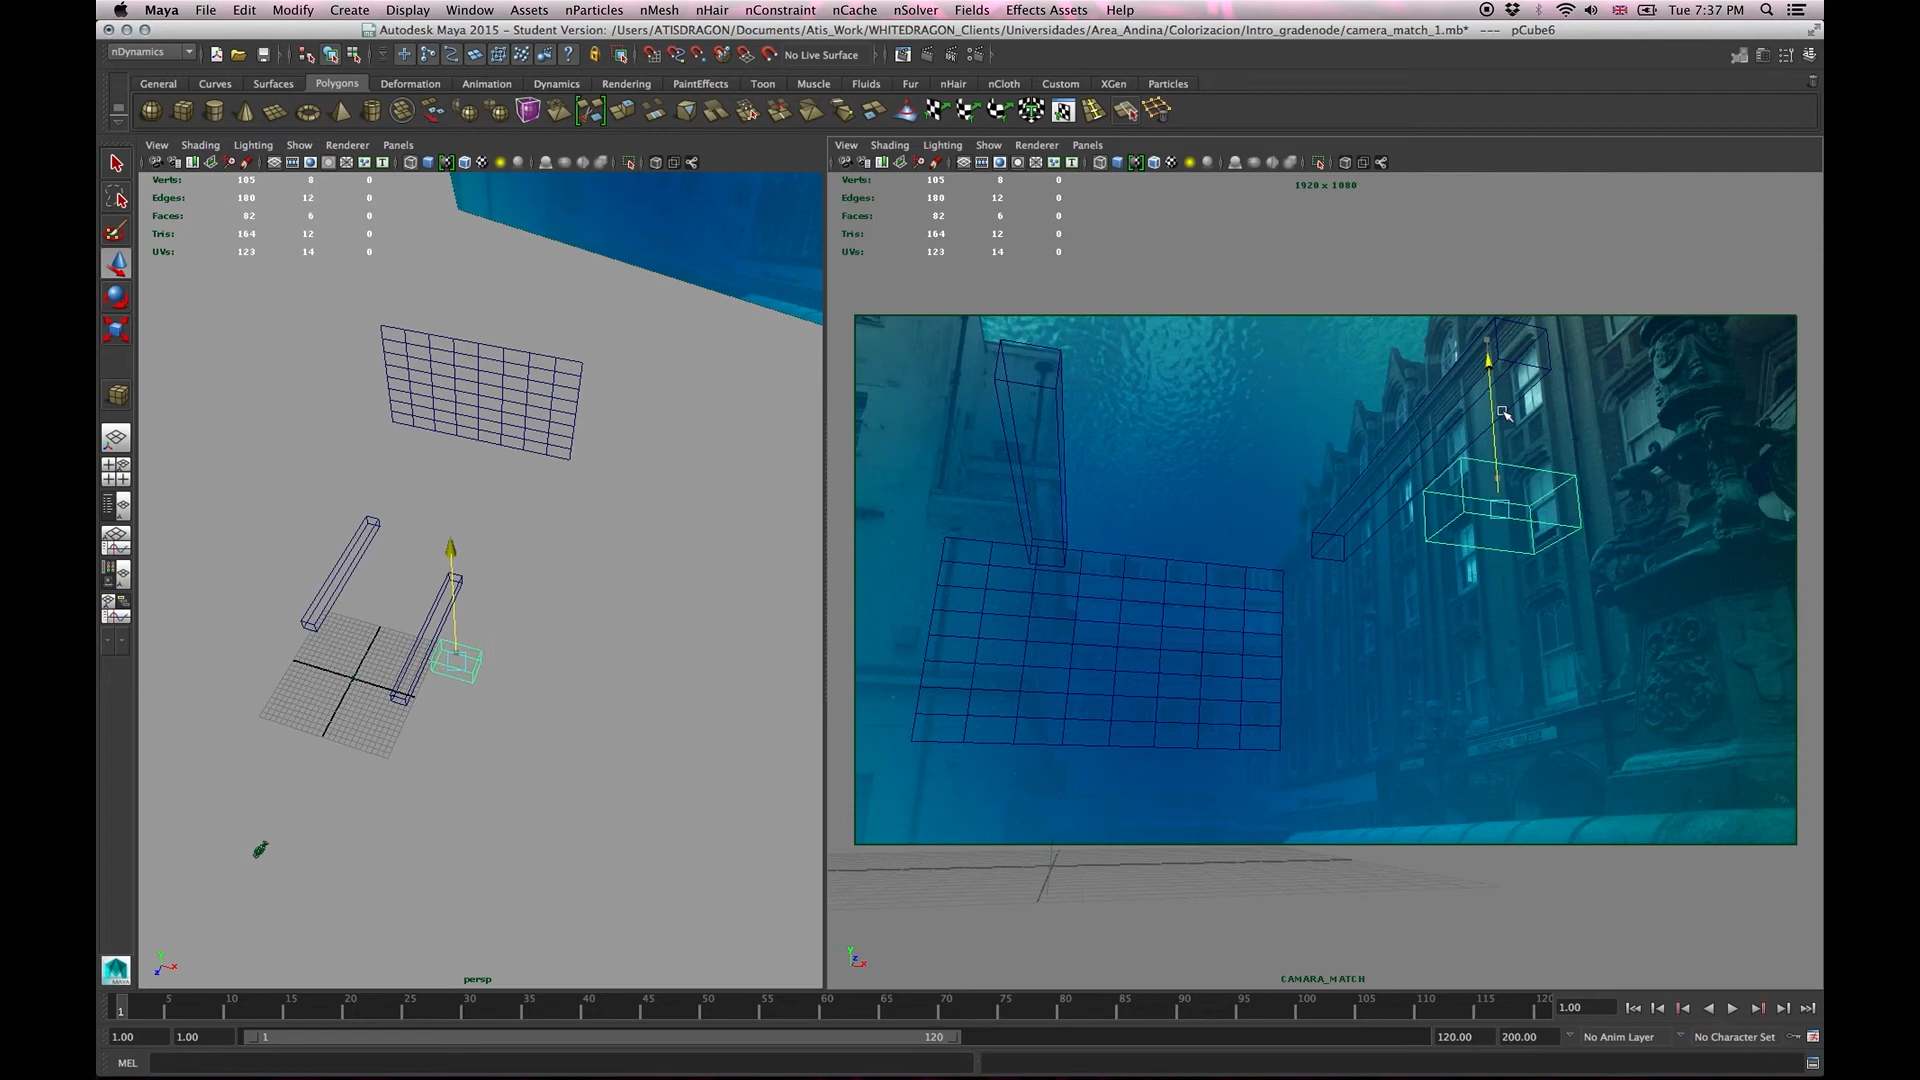 Maya File Edit Modify Create Display Window Assets nParticles nMesh nHair nConstraint nCache nSolver Fields Effects Assets Help Tue 7:37 PM
Autodesk Maya 2015 - Student Version: /Users/ATISDRAGON/Documents/Atis_Work/WHITEDRAGON_Clients/Universidades/Area_Andina/Colorizacion/Intro_gradenode/camera_match_1.mb* --- pCube6
nDynamics No Live Surface
General Curves Surfaces Polygons Deformation Animation Dynamics Rendering PaintEffects Toon Muscle Fluids Fur nHair nCloth Custom XGen Particles
View Shading Lighting Show Renderer Panels
Verts: 105 8 0
Edges: 180 12 0
Faces: 82 6 0
Tris: 164 12 0
UVs: 123 14 0
persp
View Shading Lighting Show Renderer Panels
Verts: 105 8 0
Edges: 180 12 0
Faces: 82 6 0
Tris: 164 12 0
UVs: 123 14 0
1920 x 1080
CAMARA_MATCH
1 5 10 15 20 25 30 35 40 45 50 55 60 65 70 75 80 85 90 95 100 105 110 115 120 1.00
1.00 1.00 1 120 120.00 200.00 No Anim Layer No Character Set
MEL